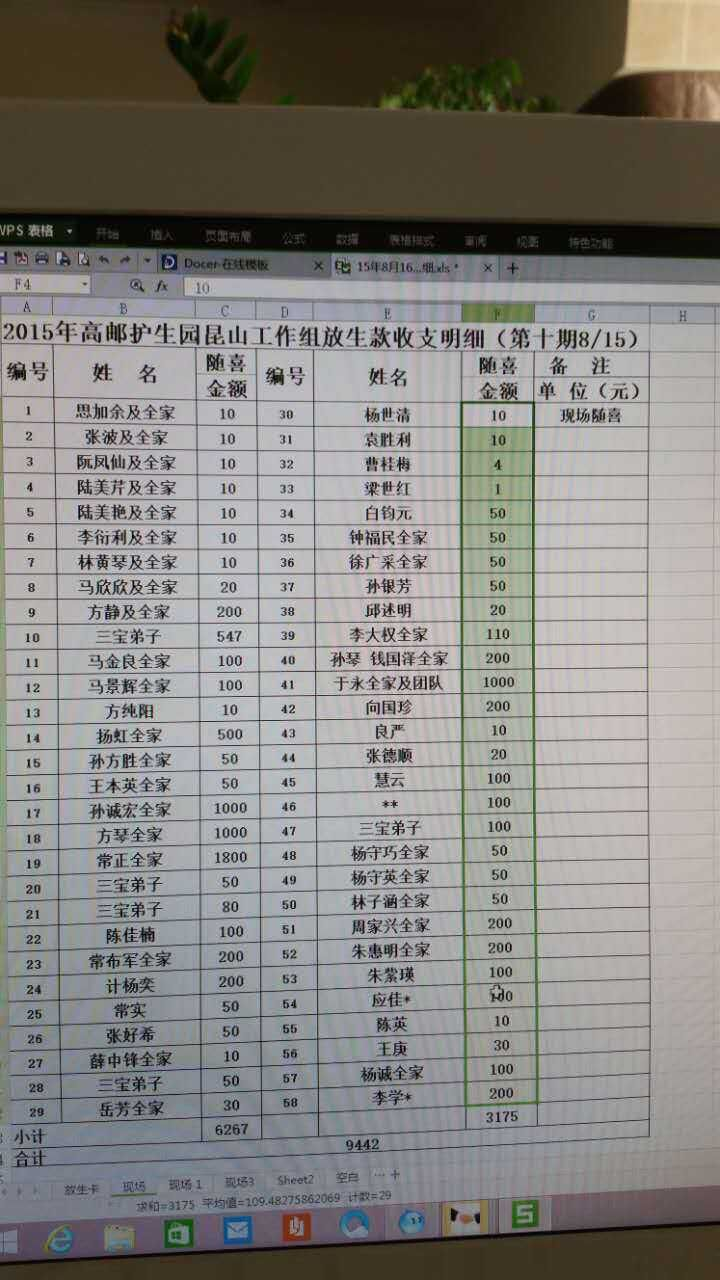 WPS 表格 开始 插入 页面布局 公式 数据 表格样式 审阅 视图 特色功能
Docer-在线模板 15年8月16...细.xls *
F4 fx 10
A B C D E F G H
2015年高邮护生园昆山工作组放生款收支明细（第十期8/15）
编号 姓 名 随喜金额 编号 姓名 随喜金额 备 注 单 位（元）
1 思加余及全家 10 30 杨世清 10 现场随喜
2 张波及全家 10 31 袁胜利 10
3 阮凤仙及全家 10 32 曹桂梅 4
4 陆美芹及全家 10 33 梁世红 1
5 陆美艳及全家 10 34 白钧元 50
6 李衍利及全家 10 35 钟福民全家 50
7 林黄琴及全家 10 36 徐广采全家 50
8 马欣欣及全家 20 37 孙银芳 50
9 方静及全家 200 38 邱述明 20
10 三宝弟子 547 39 李大权全家 110
11 马金良全家 100 40 孙琴 钱国泽全家 200
12 马景辉全家 100 41 于永全家及团队 1000
13 方纯阳 10 42 向国珍 200
14 扬虹全家 500 43 良严 10
15 孙方胜全家 50 44 张德顺 20
16 王本英全家 50 45 慧云 100
17 孙诚宏全家 1000 46 ** 100
18 方琴全家 1000 47 三宝弟子 100
19 常正全家 1800 48 杨守巧全家 50
20 三宝弟子 50 49 杨守英全家 50
21 三宝弟子 80 50 林子涵全家 50
22 陈佳楠 100 51 周家兴全家 200
23 常布军全家 200 52 朱惠明全家 200
24 计杨奕 200 53 朱紫瑛 100
25 常实 50 54 应佳* 100
26 张好希 50 55 陈英 10
27 薛中锋全家 10 56 王庚 30
28 三宝弟子 50 57 杨诚全家 100
29 岳芳全家 30 58 李学* 200
小计 6267 3175
合计 9442
放生卡 现场 现场 1 现场3 Sheet2 空白 ... +
求和=3175 平均值=109.48275862069 计数=29